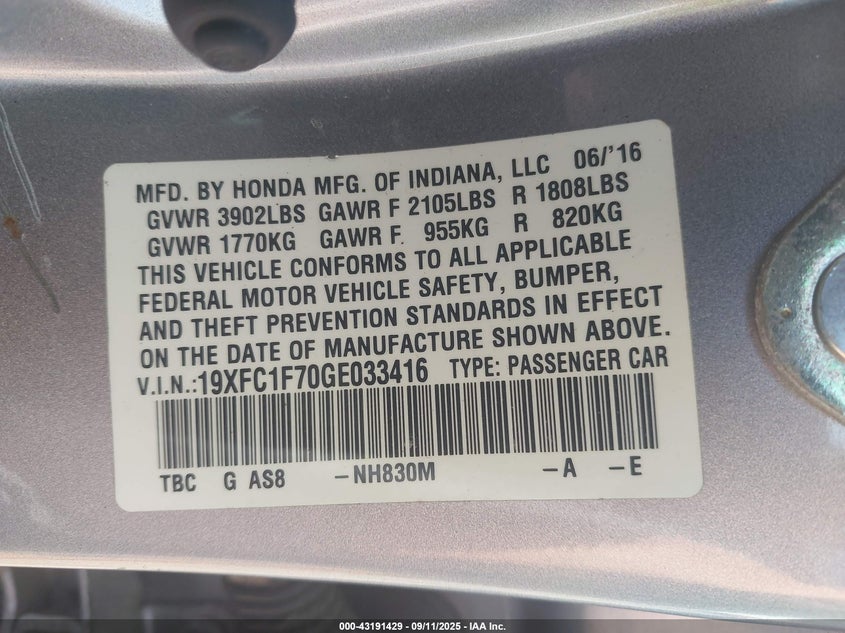 MFD. BY HONDA MFG. OF INDIANA, LLC 06/'16
GVWR 3902LBS GAWR F 2105LBS R 1808LBS
GVWR 1770KG GAWR F. 955KG R 820KG
THIS VEHICLE CONFORMS TO ALL APPLICABLE
FEDERAL MOTOR VEHICLE SAFETY, BUMPER,
AND THEFT PREVENTION STANDARDS IN EFFECT
ON THE DATE OF MANUFACTURE SHOWN ABOVE.
V.I.N.:19XFC1F70GE033416 TYPE: PASSENGER CAR
TBC G AS8 -NH830M -A -E
000-43191429 - 09/11/2025 - IAA Inc.